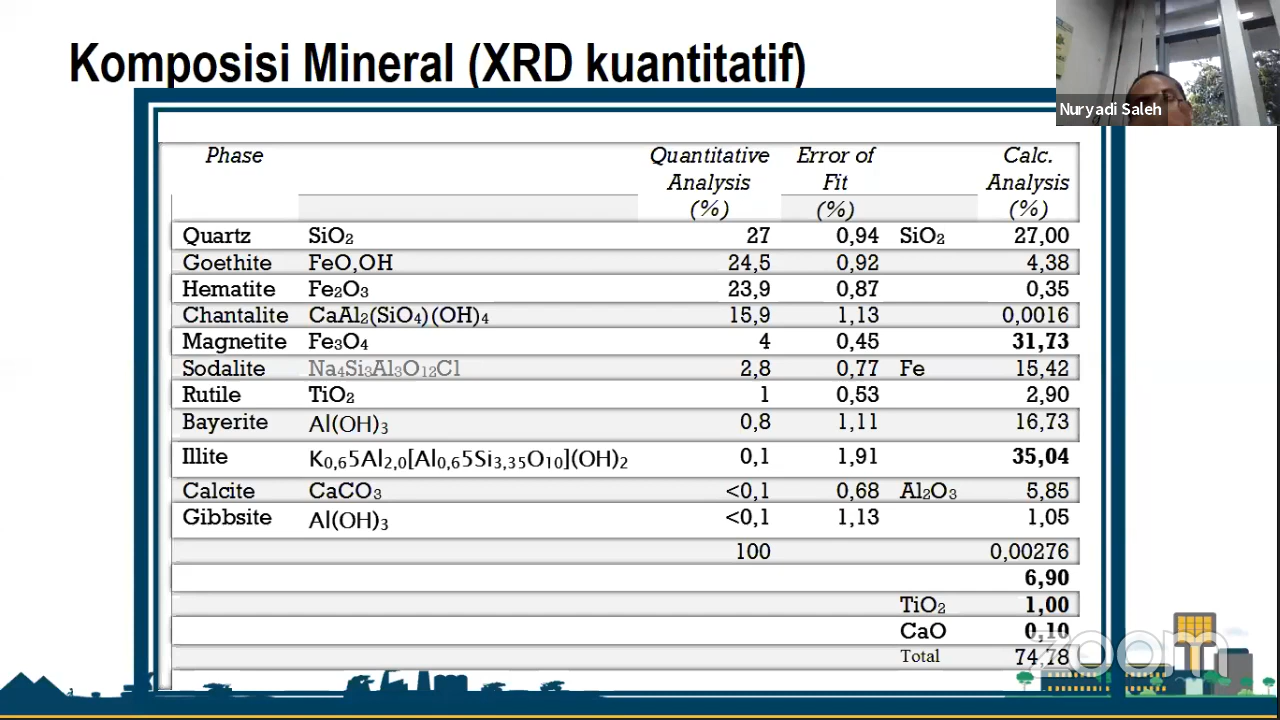 Komposisi Mineral (XRD kuantitatif)
Nuryadi Saleh
Phase Quantitative Analysis (%) Error of Fit (%) Calc. Analysis (%)
Quartz SiO₂ 27 0,94 SiO₂ 27,00
Goethite FeO,OH 24,5 0,92 4,38
Hematite Fe₂O₃ 23,9 0,87 0,35
Chantalite CaAl₂(SiO₄)(OH)₄ 15,9 1,13 0,0016
Magnetite Fe₃O₄ 4 0,45 31,73
Sodalite Na₄Si₃Al₃O₁₂Cl 2,8 0,77 Fe 15,42
Rutile TiO₂ 1 0,53 2,90
Bayerite Al(OH)₃ 0,8 1,11 16,73
Illite K₀,₆5Al₂,₀[Al₀,₆5Si₃,₃5O₁₀](OH)₂ 0,1 1,91 35,04
Calcite CaCO₃ <0,1 0,68 Al₂O₃ 5,85
Gibbsite Al(OH)₃ <0,1 1,13 1,05
100 0,00276
6,90
TiO₂ 1,00
CaO 0,10
Total 74,78
zoom